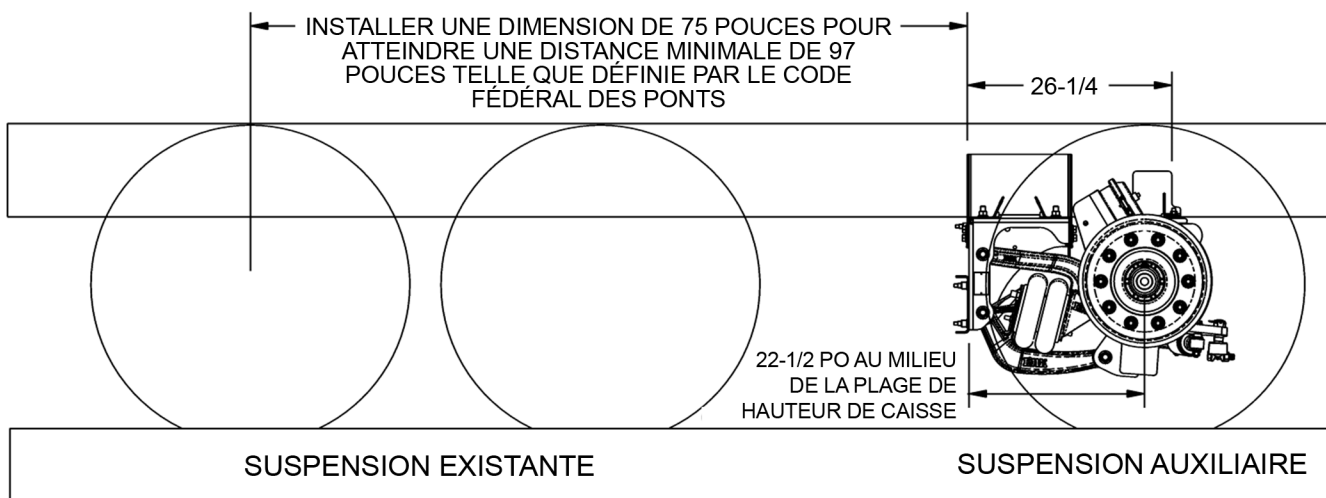 INSTALLER UNE DIMENSION DE 75 POUCES POUR
ATTEINDRE UNE DISTANCE MINIMALE DE 97
POUCES TELLE QUE DÉFINIE PAR LE CODE
FÉDÉRAL DES PONTS
26-1/4
22-1/2 PO AU MILIEU
DE LA PLAGE DE
HAUTEUR DE CAISSE
SUSPENSION EXISTANTE
SUSPENSION AUXILIAIRE